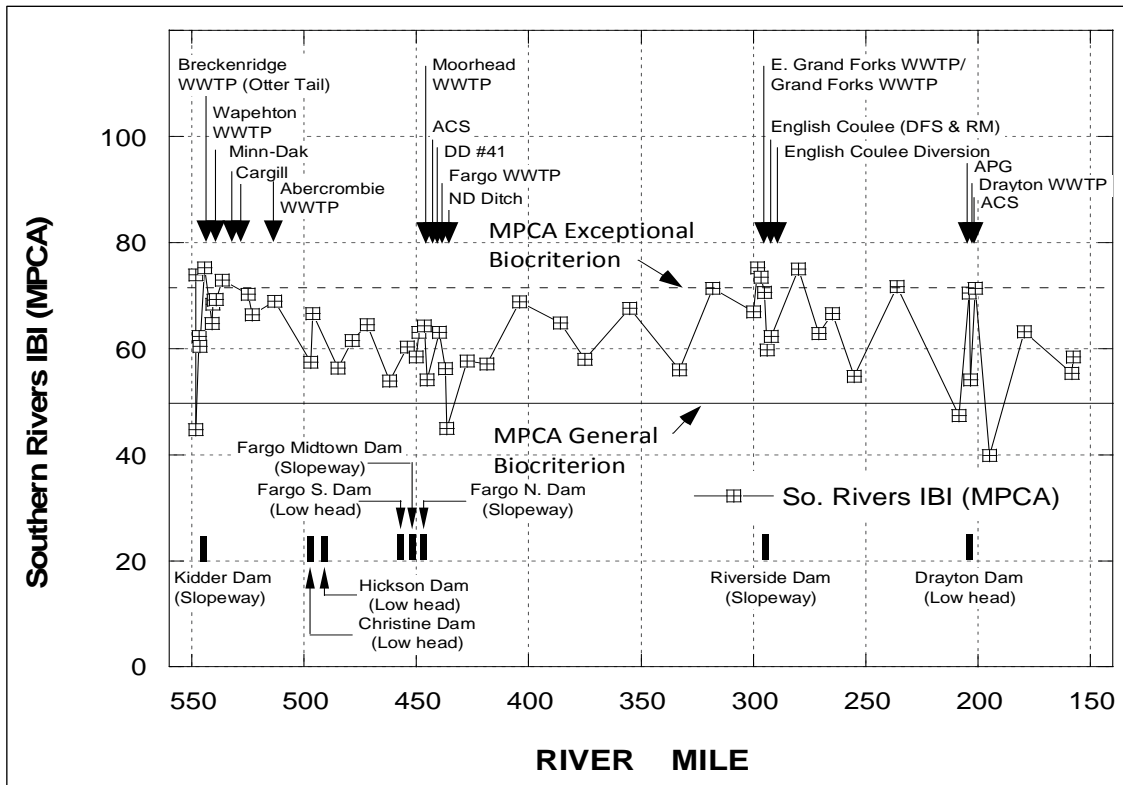 Breckenridge
WWTP (Otter Tail)
Wapehton
WWTP
Minn-Dak
Cargill
Abercrombie
WWTP
Moorhead
WWTP
ACS
DD #41
Fargo WWTP
ND Ditch
E. Grand Forks WWTP/
Grand Forks WWTP
English Coulee (DFS & RM)
English Coulee Diversion
APG
Drayton WWTP
ACS
MPCA Exceptional
Biocriterion
MPCA General
Biocriterion
So. Rivers IBI (MPCA)
Fargo Midtown Dam
(Slopeway)
Fargo S. Dam
(Low head)
Fargo N. Dam
(Slopeway)
Kidder Dam
(Slopeway)
Hickson Dam
(Low head)
Christine Dam
(Low head)
Riverside Dam
(Slopeway)
Drayton Dam
(Low head)
Southern Rivers IBI (MPCA)
100
80
60
40
20
0
550 500 450 400 350 300 250 200 150
RIVER MILE